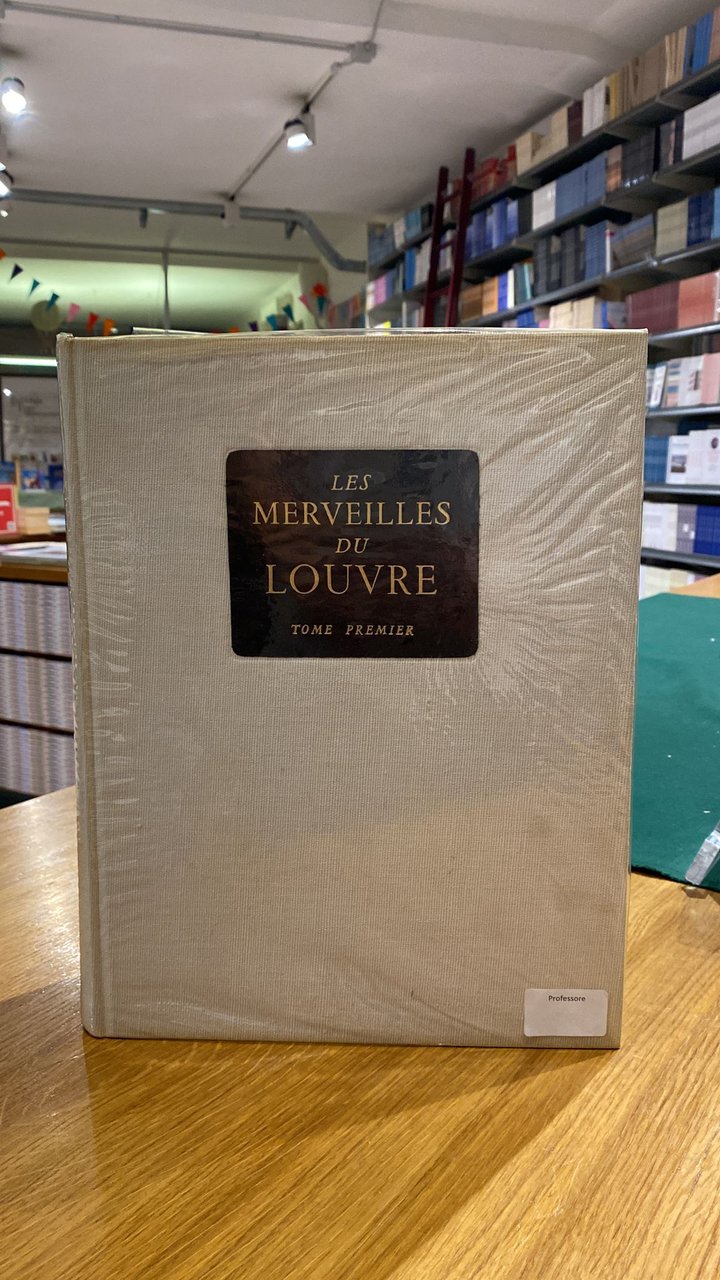 LES
MERVEILLES
DU
LOUVRE
TOME PREMIER
Professore